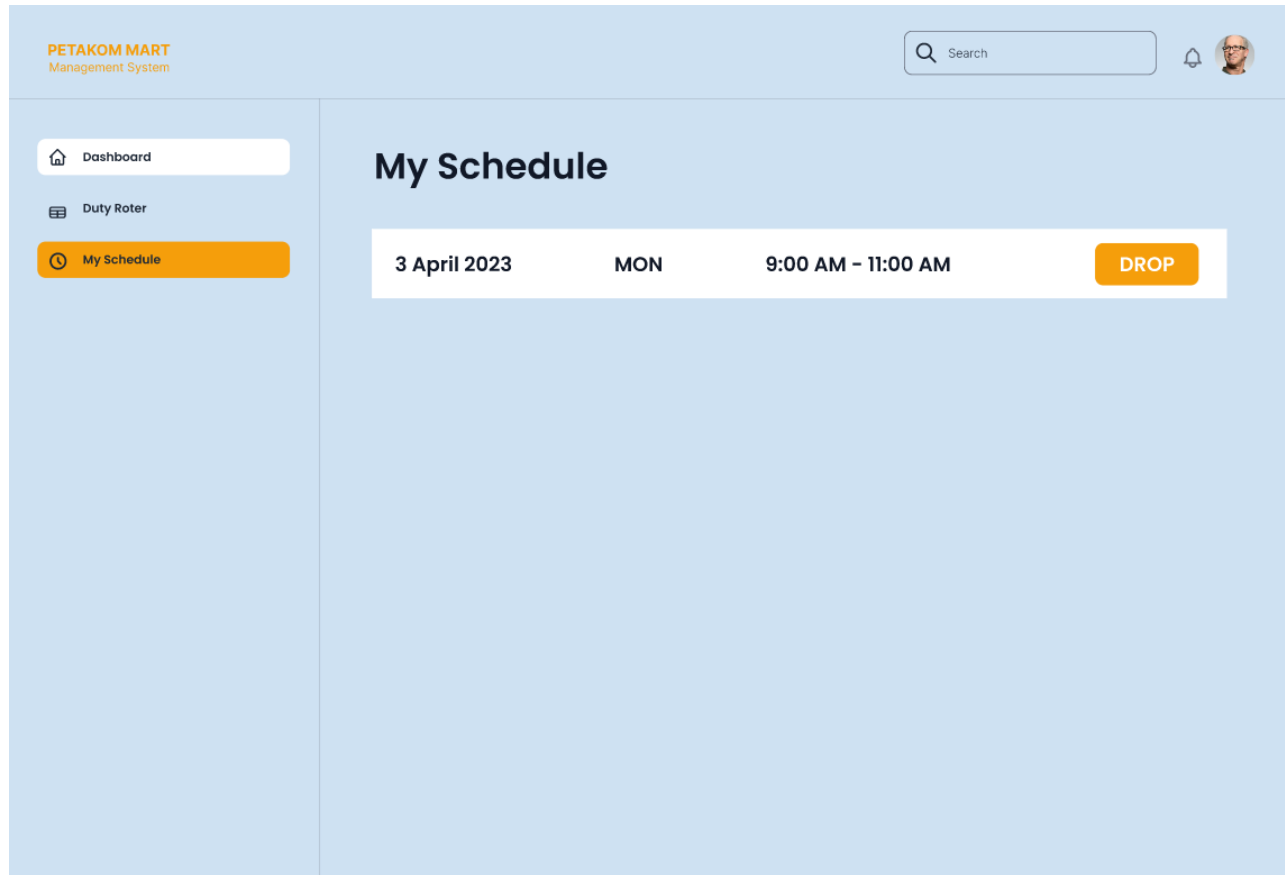 PETAKOM MART
Management System
Search
Dashboard
Duty Roter
My Schedule
My Schedule
3 April 2023 MON 9:00 AM - 11:00 AM DROP